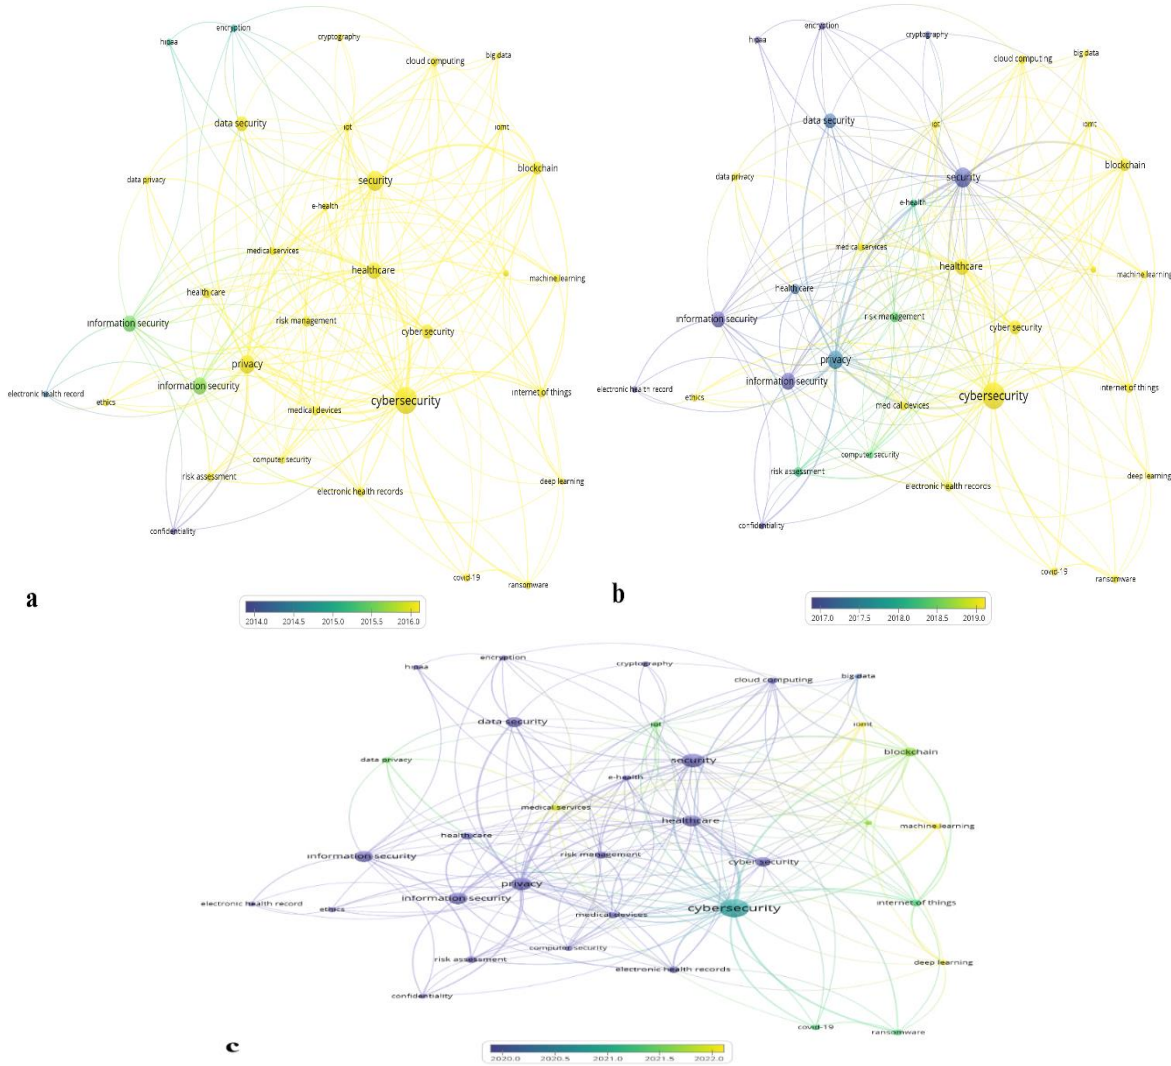 encryption
hipaa
cryptography
cloud computing
big data
data security
iot
iomt
blockchain
data privacy
security
e-health
medical services
healthcare
machine learning
health care
information security
risk management
cyber security
privacy
electronic health record
information security
ethics
cybersecurity
internet of things
medical devices
computer security
risk assessment
electronic health records
deep learning
confidentiality
covid-19
ransomware
a
2014.0 2014.5 2015.0 2015.5 2016.0
encryption
hipaa
cryptography
cloud computing
big data
data security
iot
iomt
blockchain
data privacy
security
e-health
medical services
healthcare
machine learning
health care
information security
risk management
cyber security
privacy
electronic health record
information security
ethics
cybersecurity
internet of things
medical devices
computer security
risk assessment
electronic health records
deep learning
confidentiality
covid-19
ransomware
b
2017.0 2017.5 2018.0 2018.5 2019.0
encryption
hipaa
cryptography
cloud computing
big data
data security
iot
iomt
blockchain
data privacy
security
e-health
medical services
healthcare
machine learning
health care
information security
risk management
cyber security
privacy
electronic health record
information security
ethics
cybersecurity
internet of things
medical devices
computer security
risk assessment
electronic health records
deep learning
confidentiality
covid-19
ransomware
c
2020.0 2020.5 2021.0 2021.5 2022.0